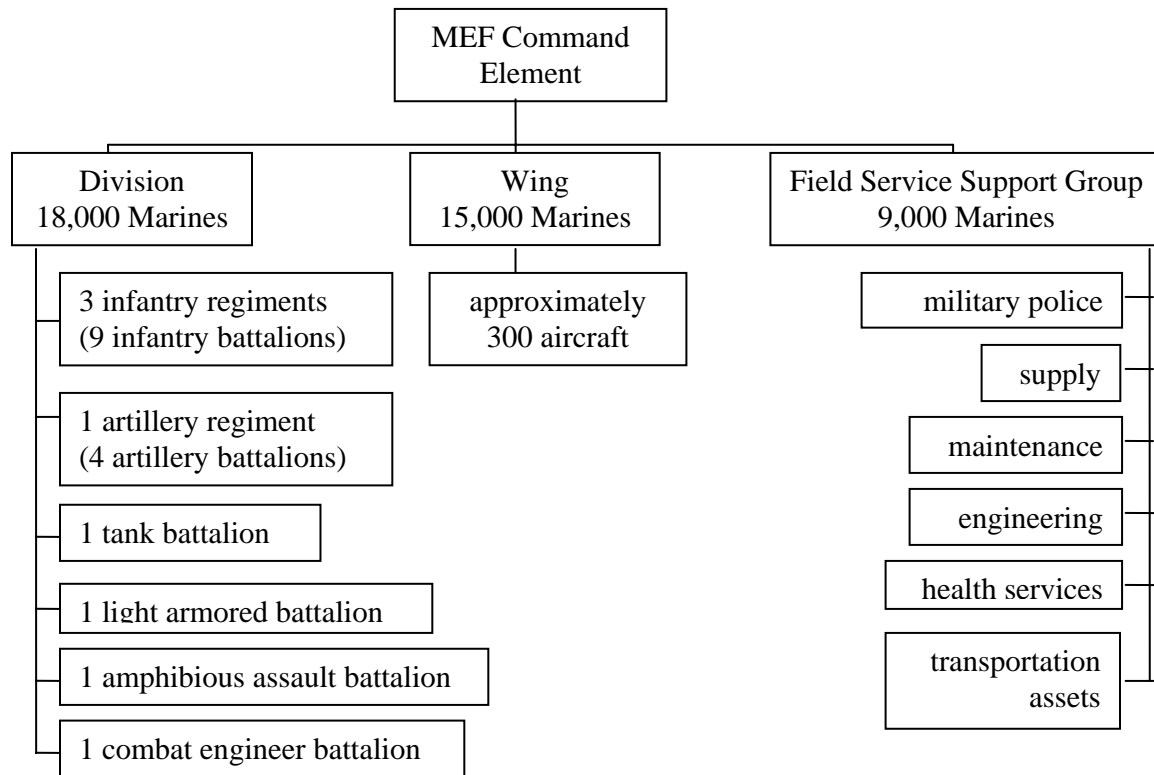 MEF Command
Element
Division
18,000 Marines
Wing
15,000 Marines
Field Service Support Group
9,000 Marines
3 infantry regiments
(9 infantry battalions)
1 artillery regiment
(4 artillery battalions)
1 tank battalion
1 light armored battalion
1 amphibious assault battalion
1 combat engineer battalion
approximately
300 aircraft
military police
supply
maintenance
engineering
health services
transportation
assets